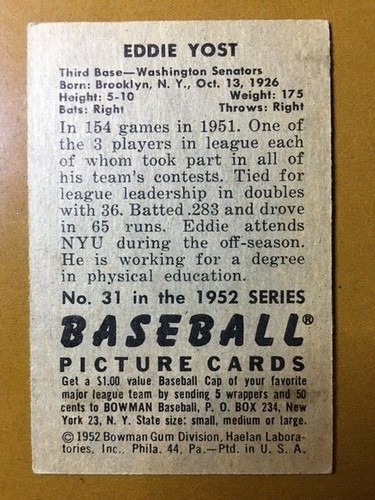 EDDIE YOST
Third Base—Washington Senators
Born: Brooklyn, N. Y., Oct. 13, 1926
Height: 5-10 Weight: 175
Bats: Right Throws: Right
In 154 games in 1951. One of
the 3 players in league each
of whom took part in all of
his team's contests. Tied for
league leadership in doubles
with 36. Batted .283 and drove
in 65 runs. Eddie attends
NYU during the off-season.
He is working for a degree
in physical education.
No. 31 in the 1952 SERIES
BASEBALL®
PICTURE CARDS
Get a $1.00 value Baseball Cap of your favorite
major league team by sending 5 wrappers and 50
cents to BOWMAN Baseball, P. O. BOX 234, New
York 23, N. Y. State size: small, medium or large.
©1952 Bowman Gum Division, Haelan Labora-
tories, Inc., Phila. 44, Pa.—Ptd. in U. S. A.